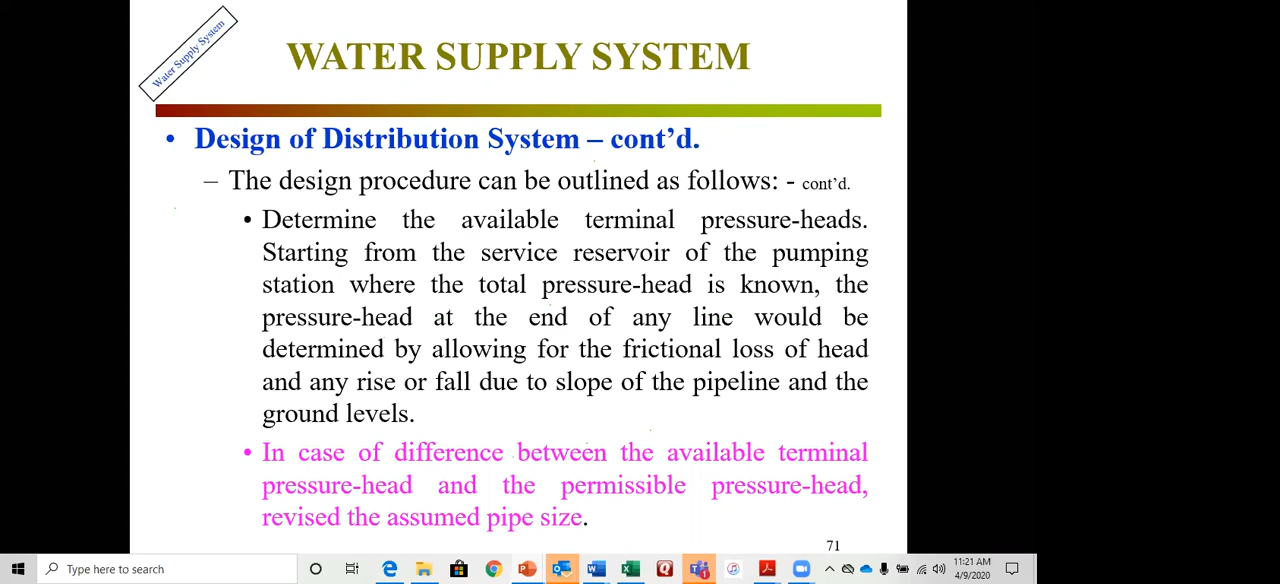 Water Supply System
WATER SUPPLY SYSTEM
• Design of Distribution System – cont’d.
– The design procedure can be outlined as follows: - cont’d.
• Determine the available terminal pressure-heads.
Starting from the service reservoir of the pumping
station where the total pressure-head is known, the
pressure-head at the end of any line would be
determined by allowing for the frictional loss of head
and any rise or fall due to slope of the pipeline and the
ground levels.
• In case of difference between the available terminal
pressure-head and the permissible pressure-head,
revised the assumed pipe size.
71
Type here to search
11:21 AM
4/9/2020